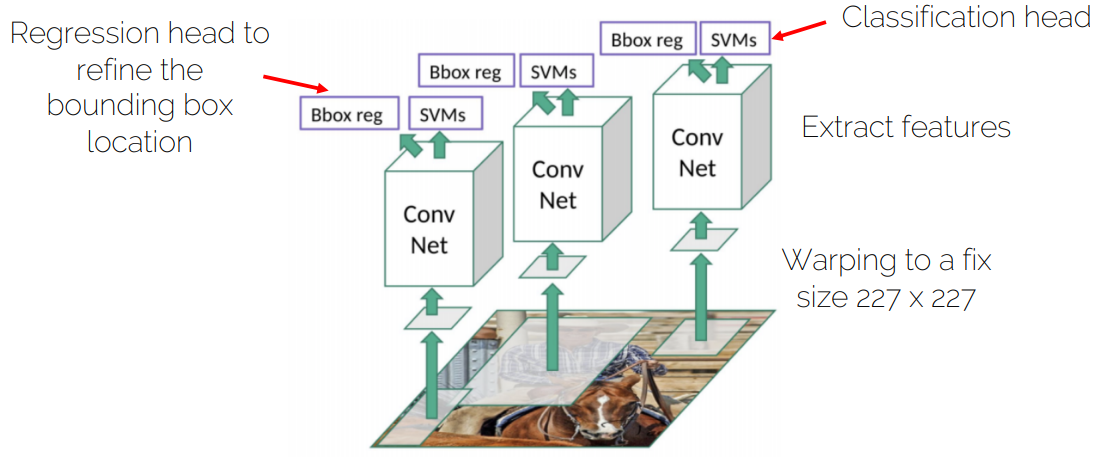 Classification head
Regression head to
refine the
bounding box
location
Bbox reg
SVMs
Bbox reg
SVMs
Bbox reg
SVMs
Conv
Net
Conv
Net
Conv
Net
Extract features
Warping to a fix
size 227 x 227